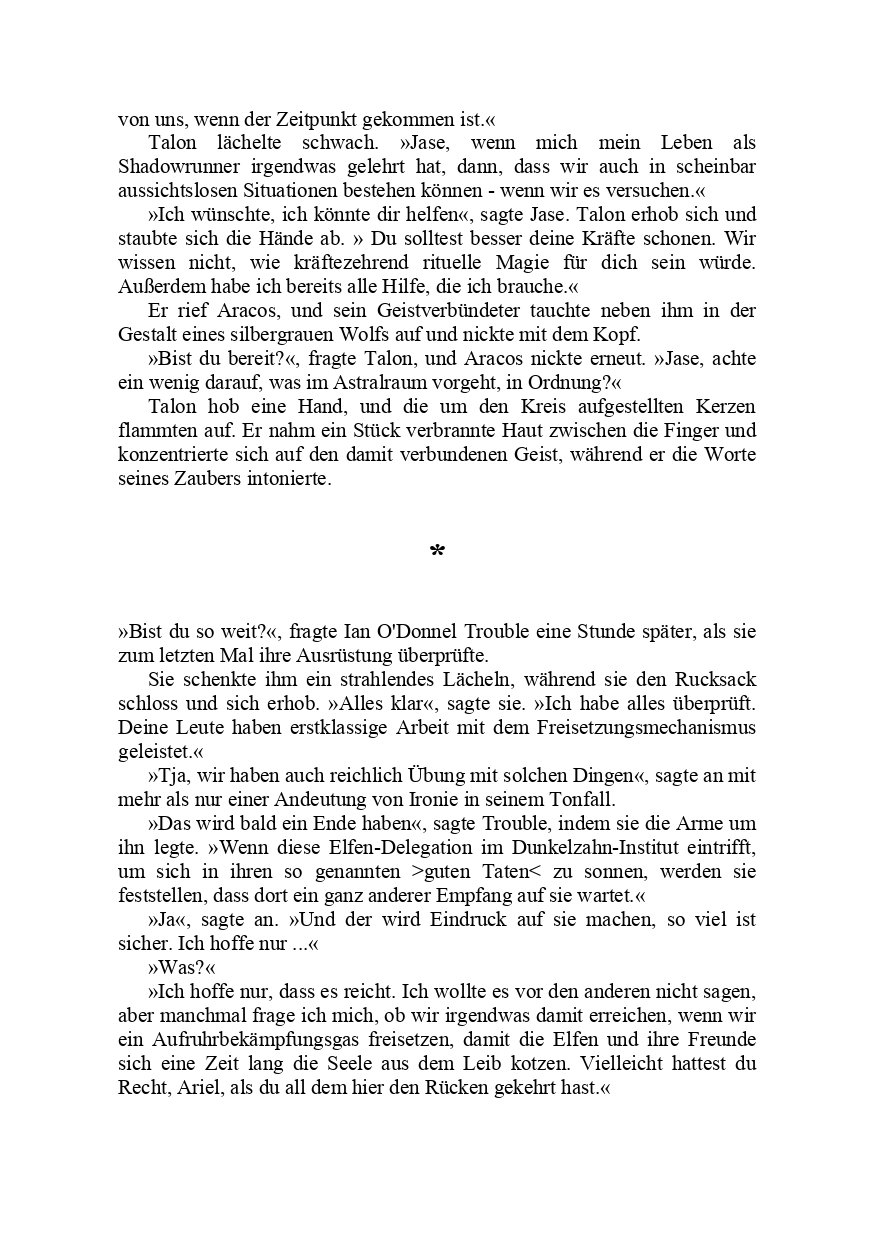 von uns, wenn der Zeitpunkt gekommen ist.«
Talon lächelte schwach. »Jase, wenn mich mein Leben als
Shadowrunner irgendwas gelehrt hat, dann, dass wir auch in scheinbar
aussichtslosen Situationen bestehen können - wenn wir es versuchen.«
»Ich wünschte, ich könnte dir helfen«, sagte Jase. Talon erhob sich und
staubte sich die Hände ab. » Du solltest besser deine Kräfte schonen. Wir
wissen nicht, wie kräftezehrend rituelle Magie für dich sein würde.
Außerdem habe ich bereits alle Hilfe, die ich brauche.«
Er rief Aracos, und sein Geistverbündeter tauchte neben ihm in der
Gestalt eines silbergrauen Wolfs auf und nickte mit dem Kopf.
»Bist du bereit?«, fragte Talon, und Aracos nickte erneut. »Jase, achte
ein wenig darauf, was im Astralraum vorgeht, in Ordnung?«
Talon hob eine Hand, und die um den Kreis aufgestellten Kerzen
flammten auf. Er nahm ein Stück verbrannte Haut zwischen die Finger und
konzentrierte sich auf den damit verbundenen Geist, während er die Worte
seines Zaubers intonierte.
*
»Bist du so weit?«, fragte Ian O'Donnel Trouble eine Stunde später, als sie
zum letzten Mal ihre Ausrüstung überprüfte.
Sie schenkte ihm ein strahlendes Lächeln, während sie den Rucksack
schloss und sich erhob. »Alles klar«, sagte sie. »Ich habe alles überprüft.
Deine Leute haben erstklassige Arbeit mit dem Freisetzungsmechanismus
geleistet.«
»Tja, wir haben auch reichlich Übung mit solchen Dingen«, sagte an mit
mehr als nur einer Andeutung von Ironie in seinem Tonfall.
»Das wird bald ein Ende haben«, sagte Trouble, indem sie die Arme um
ihn legte. »Wenn diese Elfen-Delegation im Dunkelzahn-Institut eintrifft,
um sich in ihren so genannten >guten Taten< zu sonnen, werden sie
feststellen, dass dort ein ganz anderer Empfang auf sie wartet.«
»Ja«, sagte an. »Und der wird Eindruck auf sie machen, so viel ist
sicher. Ich hoffe nur ...«
»Was?«
»Ich hoffe nur, dass es reicht. Ich wollte es vor den anderen nicht sagen,
aber manchmal frage ich mich, ob wir irgendwas damit erreichen, wenn wir
ein Aufruhrbekämpfungsgas freisetzen, damit die Elfen und ihre Freunde
sich eine Zeit lang die Seele aus dem Leib kotzen. Vielleicht hattest du
Recht, Ariel, als du all dem hier den Rücken gekehrt hast.«